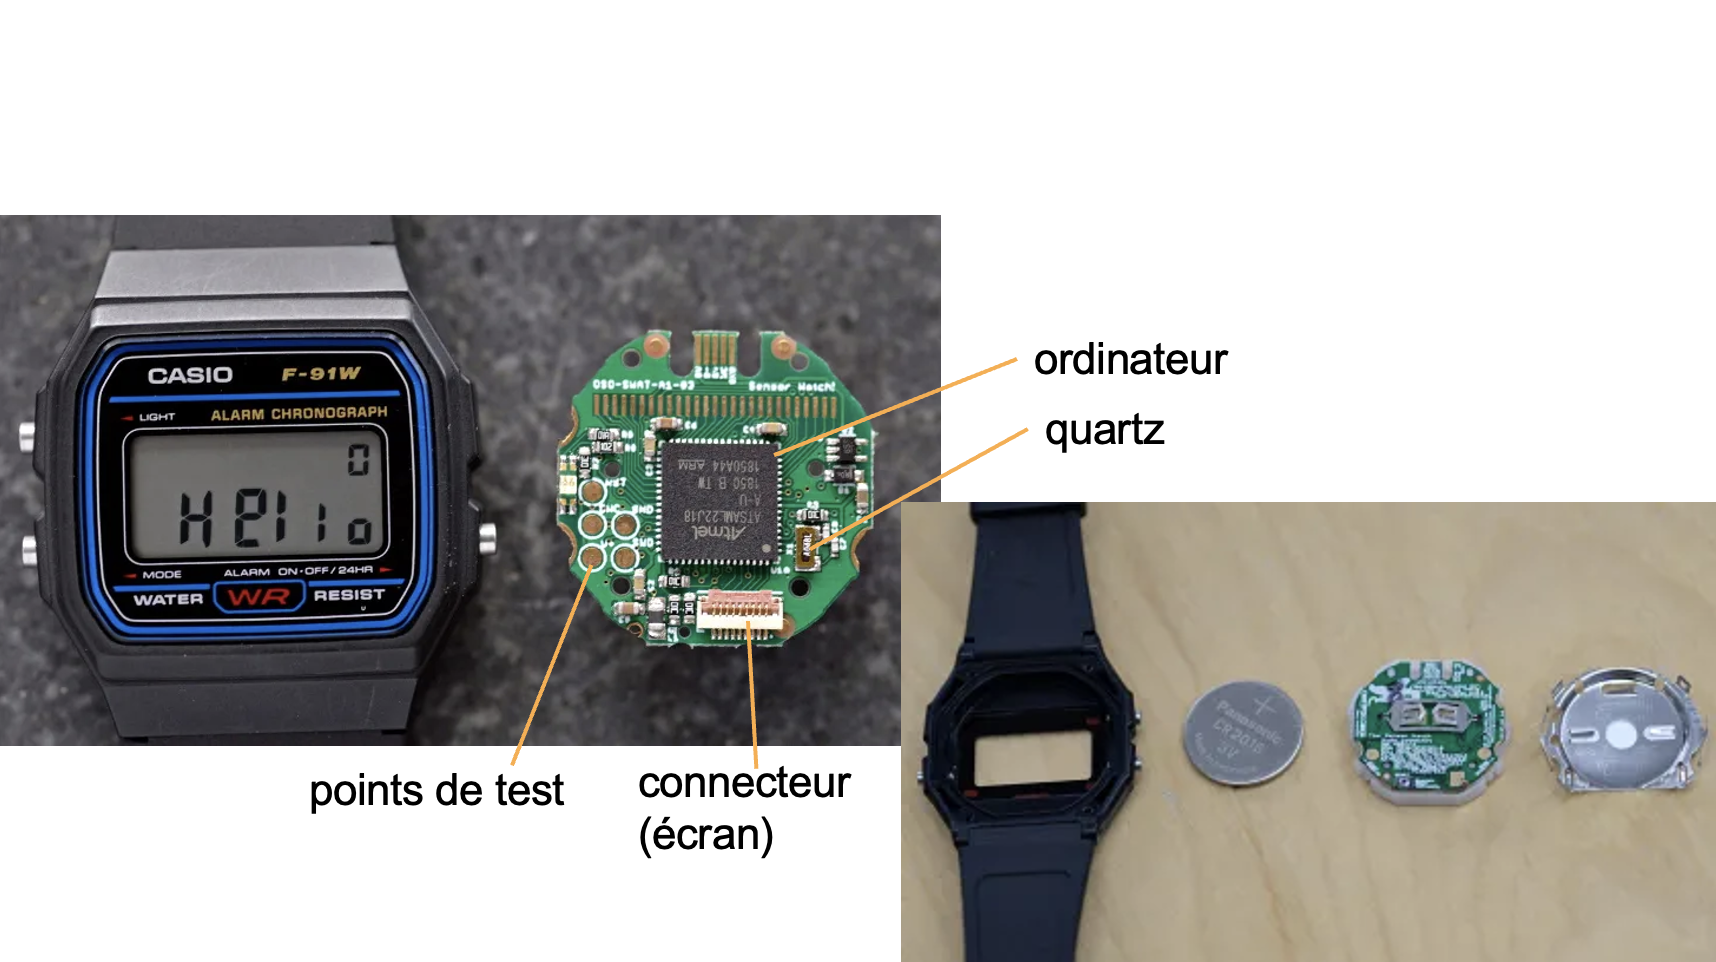 CASIO F-91W
LIGHT
ALARM CHRONOGRAPH
0
HEllo
MODE ALARM ON·OFF/24HR
WATER WR RESIST
OSO-SWAT-A1-03 Sensor Watch!
1850A44 ARM
1850 B TW
A-U
ATSAML22J18
Atmel
ordinateur
quartz
points de test
connecteur
(écran)
Panasonic
CR2016
3V